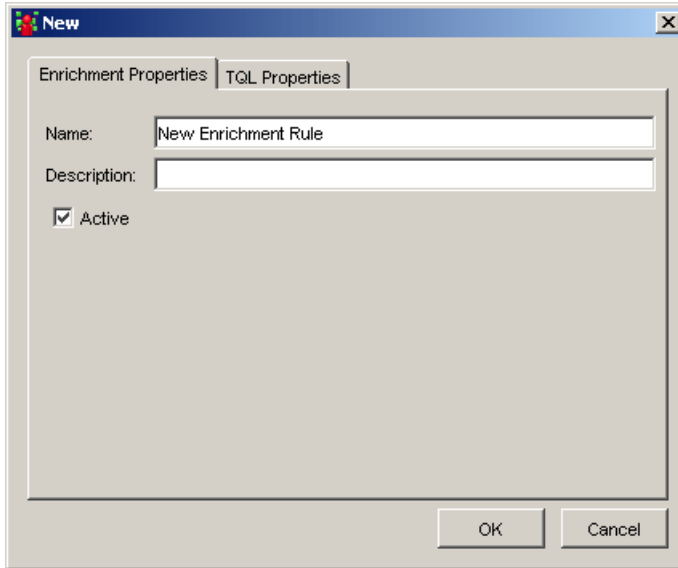 New
Enrichment Properties TQL Properties
Name: New Enrichment Rule
Description:
Active
OK Cancel